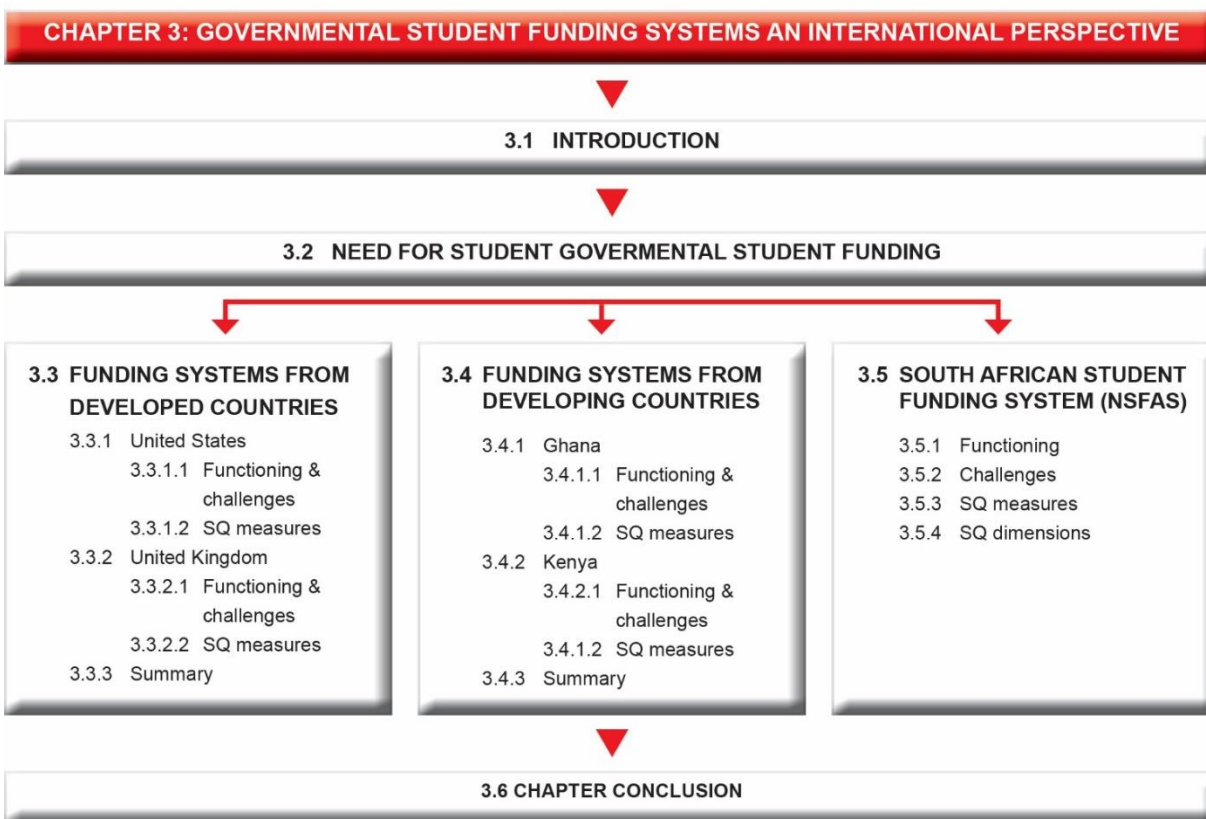 CHAPTER 3: GOVERNMENTAL STUDENT FUNDING SYSTEMS AN INTERNATIONAL PERSPECTIVE
3.1 INTRODUCTION
3.2 NEED FOR STUDENT GOVERMENTAL STUDENT FUNDING
3.3 FUNDING SYSTEMS FROM
DEVELOPED COUNTRIES
3.3.1 United States
3.3.1.1 Functioning &
challenges
3.3.1.2 SQ measures
3.3.2 United Kingdom
3.3.2.1 Functioning &
challenges
3.3.2.2 SQ measures
3.3.3 Summary
3.4 FUNDING SYSTEMS FROM
DEVELOPING COUNTRIES
3.4.1 Ghana
3.4.1.1 Functioning &
challenges
3.4.1.2 SQ measures
3.4.2 Kenya
3.4.2.1 Functioning &
challenges
3.4.1.2 SQ measures
3.4.3 Summary
3.5 SOUTH AFRICAN STUDENT
FUNDING SYSTEM (NSFAS)
3.5.1 Functioning
3.5.2 Challenges
3.5.3 SQ measures
3.5.4 SQ dimensions
3.6 CHAPTER CONCLUSION